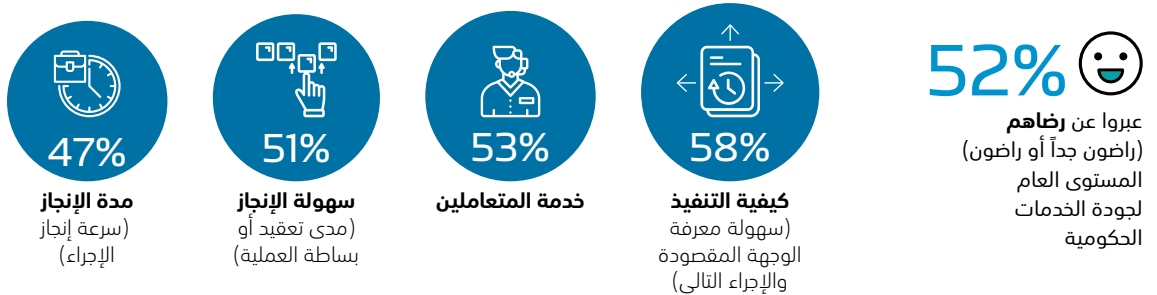 52%
عبروا عن رضاهم
(راضون جداً أو راضون)
المستوى العام
لجودة الخدمات
الحكومية
58%
كيفية التنفيذ
(سهولة معرفة
الوجهة المقصودة
والإجراء التالي)
53%
خدمة المتعاملين
51%
سهولة الإنجاز
(مدى تعقيد أو
بساطة العملية)
47%
مدة الإنجاز
(سرعة إنجاز
الإجراء)